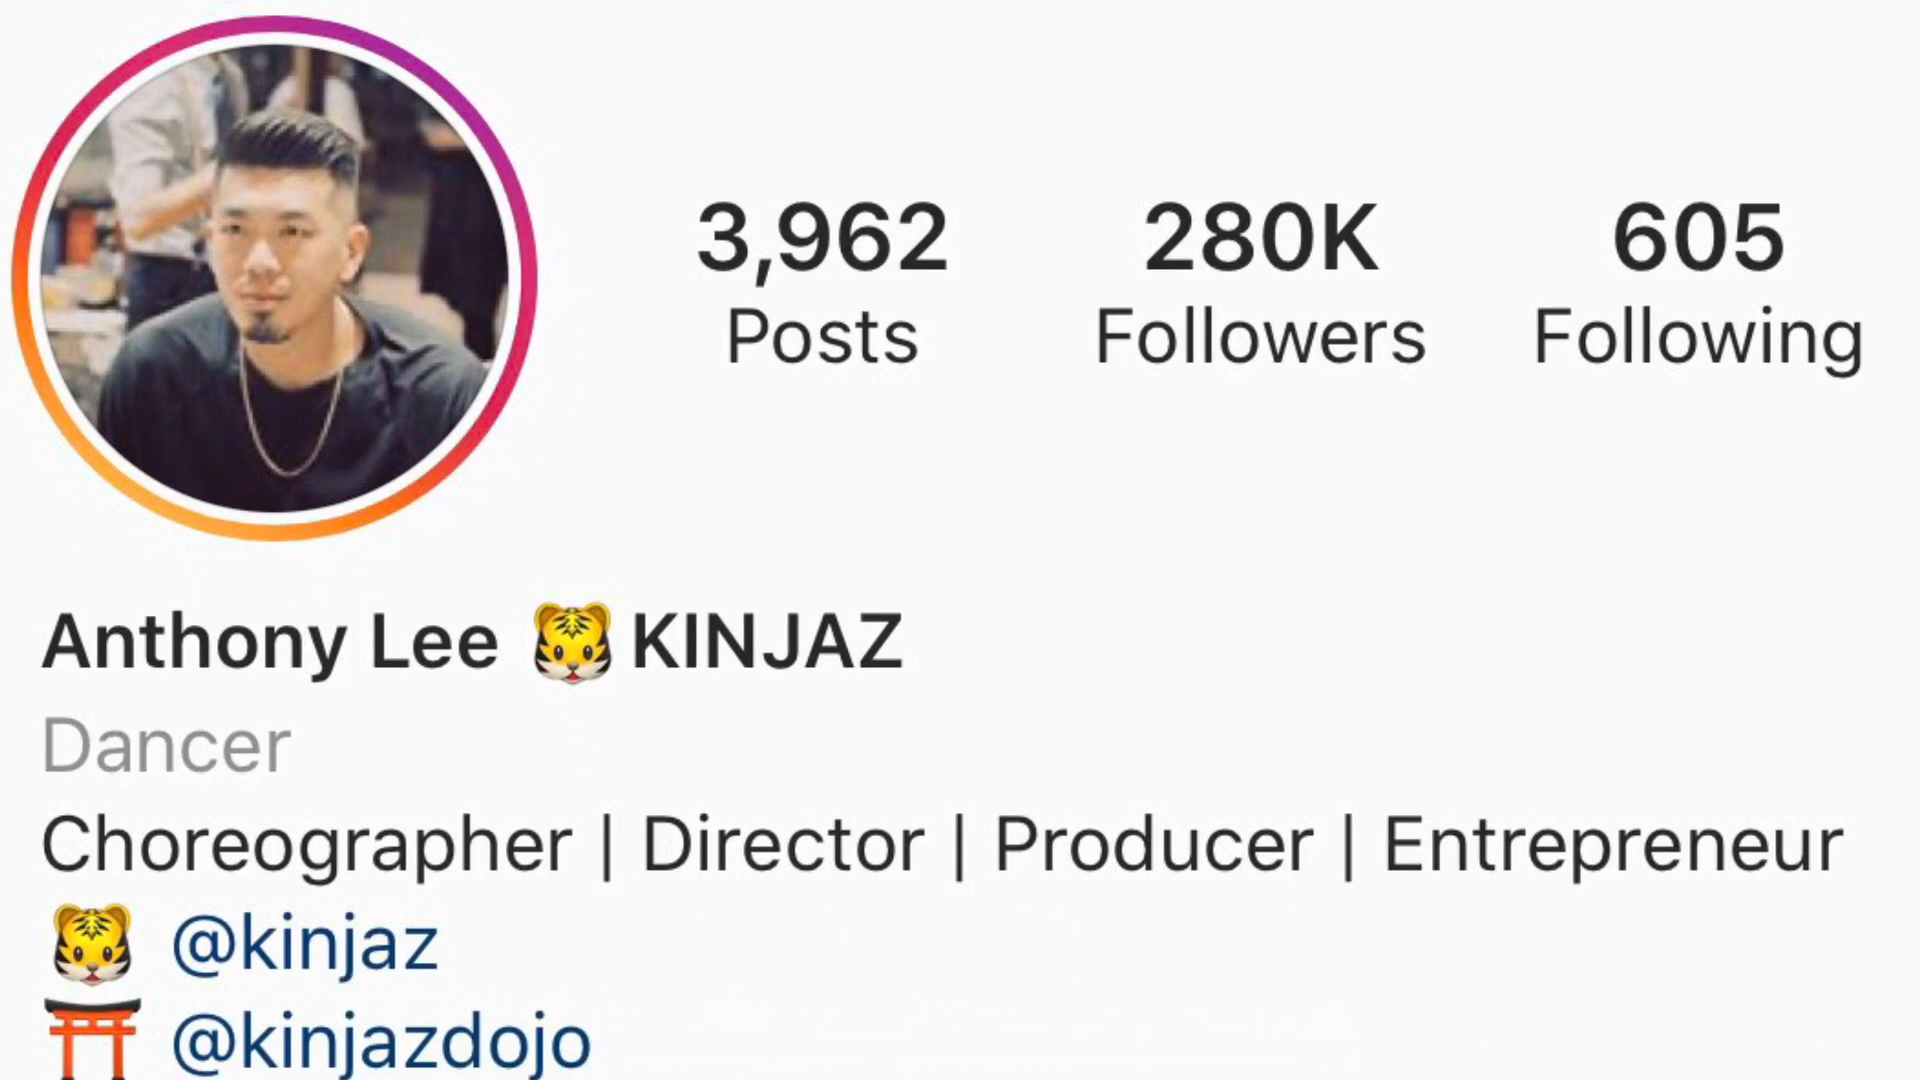 3,962 280K 605
Posts Followers Following
Anthony Lee 🐯 KINJAZ
Dancer
Choreographer | Director | Producer | Entrepreneur
🐯 @kinjaz
⛩ @kinjazdojo